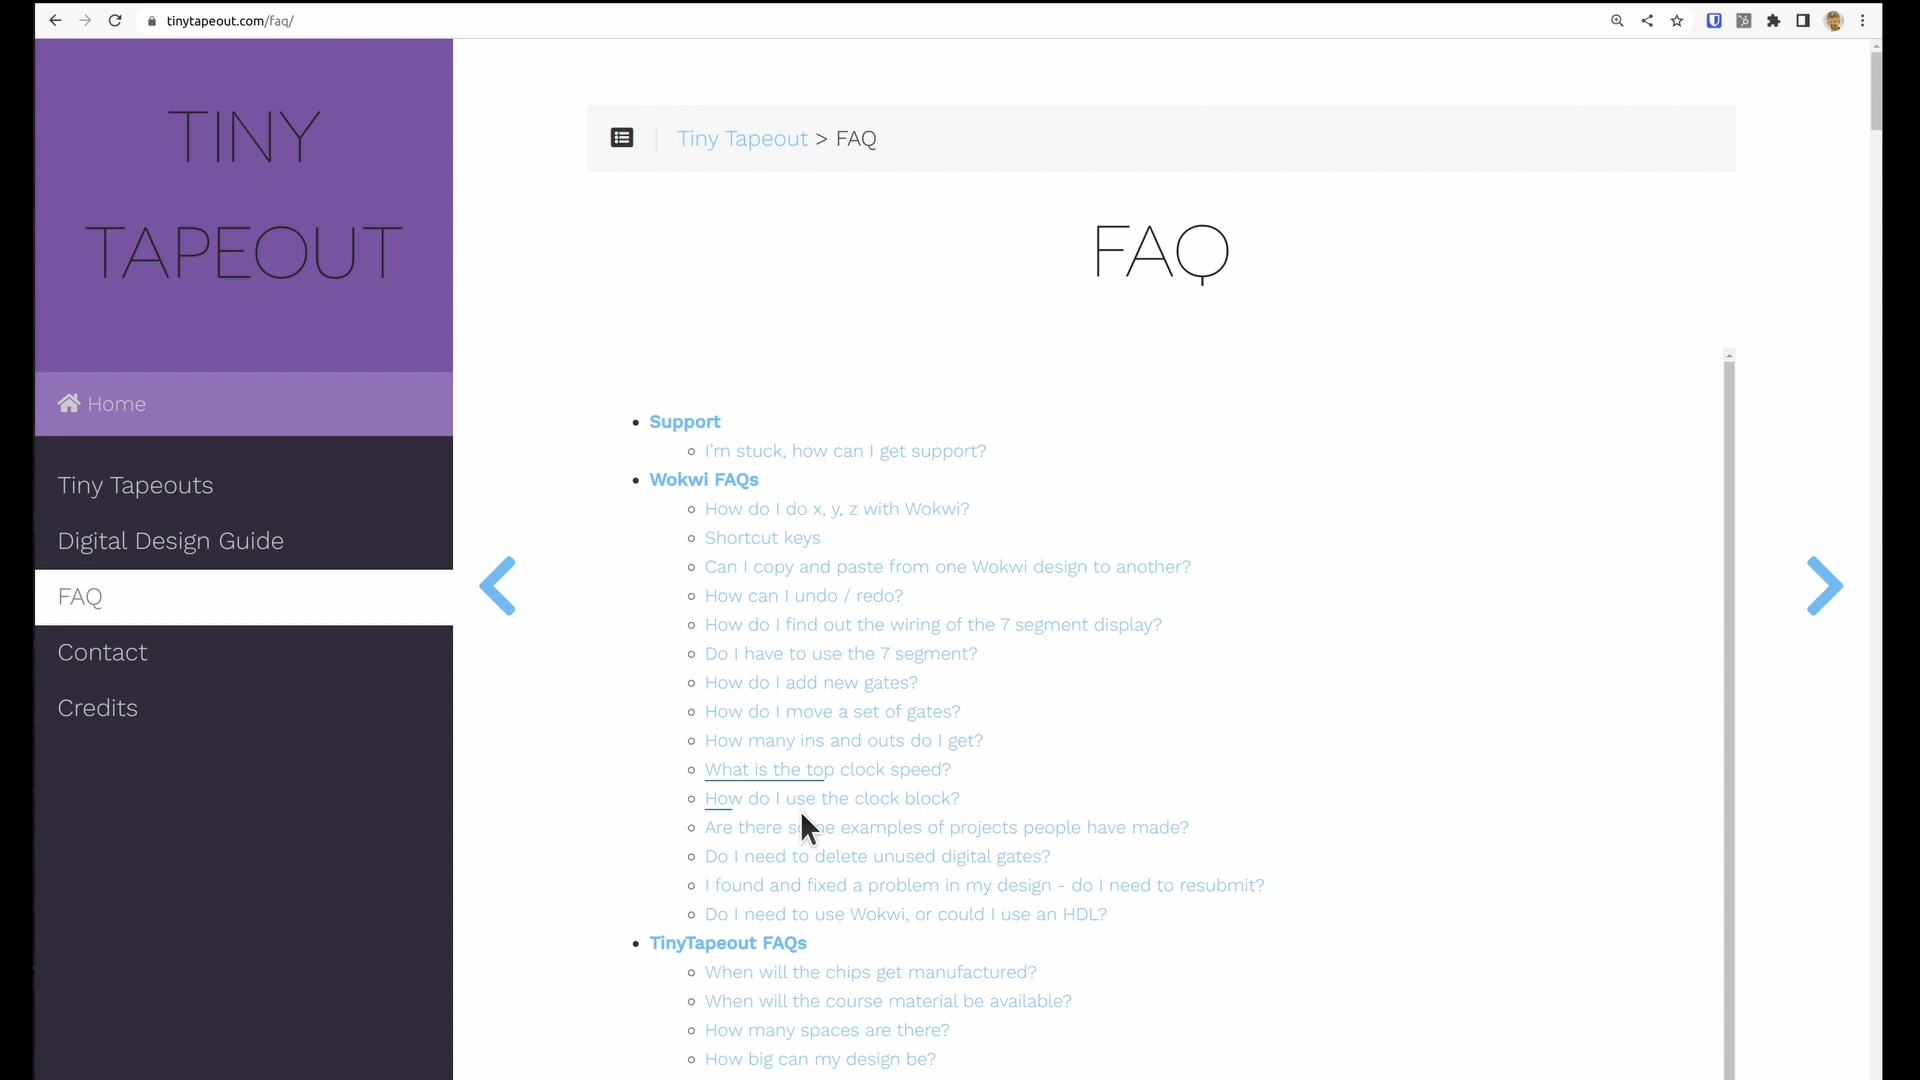 tinytapeout.com/faq/
TINY
TAPEOUT
Home
Tiny Tapeouts
Digital Design Guide
FAQ
Contact
Credits
Tiny Tapeout > FAQ
FAQ
Support
I'm stuck, how can I get support?
Wokwi FAQs
How do I do x, y, z with Wokwi?
Shortcut keys
Can I copy and paste from one Wokwi design to another?
How can I undo / redo?
How do I find out the wiring of the 7 segment display?
Do I have to use the 7 segment?
How do I add new gates?
How do I move a set of gates?
How many ins and outs do I get?
What is the top clock speed?
How do I use the clock block?
Are there some examples of projects people have made?
Do I need to delete unused digital gates?
I found and fixed a problem in my design - do I need to resubmit?
Do I need to use Wokwi, or could I use an HDL?
TinyTapeout FAQs
When will the chips get manufactured?
When will the course material be available?
How many spaces are there?
How big can my design be?